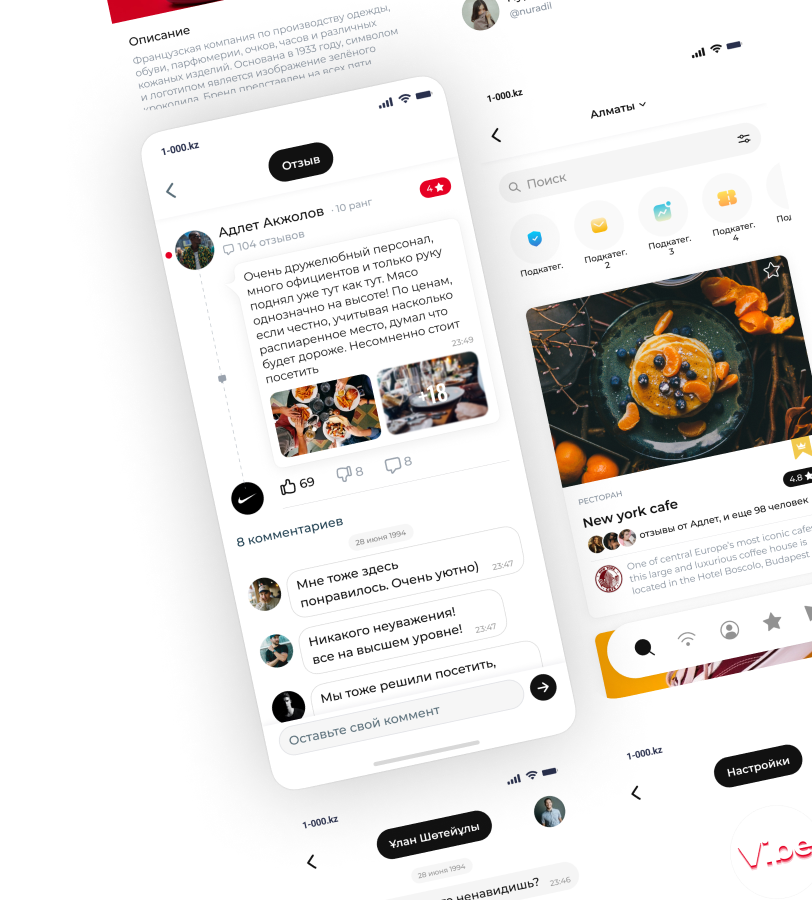 Описание
Французская компания по производству одежды,
обуви, парфюмерии, очков, часов и различных
кожаных изделий. Основана в 1933 году, символом
и логотипом является изображение зелёного
крокодила. Бренд представлен на всех пяти
@nuradil
1-000.kz
Отзыв
4
Адлет Акжолов · 10 ранг
104 отзывов
Очень дружелюбный персонал,
много официентов и только руку
поднял уже тут как тут. Мясо
однозначно на высоте! По ценам,
если честно, учитывая насколько
распиаренное место, думал что
будет дороже. Несомненно стоит
посетить
23:49
+18
69
8
8
8 комментариев
28 июня 1994
Мне тоже здесь
понравилось. Очень уютно)
23:47
Никакого неуважения!
все на высшем уровне!
23:47
Мы тоже решили посетить,
Оставьте свой коммент
1-000.kz
Алматы
Поиск
Подкатег.
Подкатег.
2
Подкатег.
3
Подкатег.
4
РЕСТОРАН
4.8
New york cafe
отзывы от Адлет, и еще 98 человек
One of central Europe's most iconic cafes
this large and luxurious coffee house is
located in the Hotel Boscolo, Budapest
1-000.kz
Ұлан Шөтейұлы
28 июня 1994
ненавидишь?
23:46
1-000.kz
Настройки